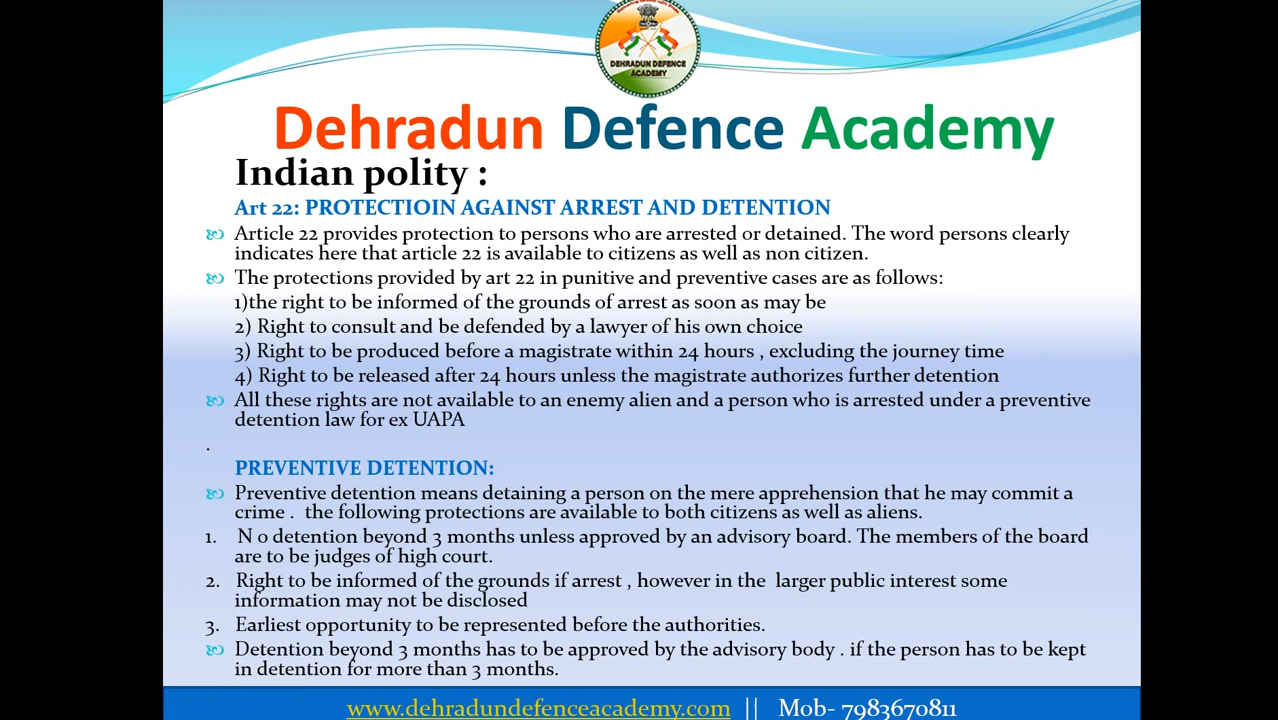 DEHRADUN DEFENCE
ACADEMY
Dehradun Defence Academy
Indian polity :
Art 22: PROTECTIOIN AGAINST ARREST AND DETENTION
Article 22 provides protection to persons who are arrested or detained. The word persons clearly
indicates here that article 22 is available to citizens as well as non citizen.
The protections provided by art 22 in punitive and preventive cases are as follows:
1)the right to be informed of the grounds of arrest as soon as may be
2) Right to consult and be defended by a lawyer of his own choice
3) Right to be produced before a magistrate within 24 hours , excluding the journey time
4) Right to be released after 24 hours unless the magistrate authorizes further detention
All these rights are not available to an enemy alien and a person who is arrested under a preventive
detention law for ex UAPA
.
PREVENTIVE DETENTION:
Preventive detention means detaining a person on the mere apprehension that he may commit a
crime . the following protections are available to both citizens as well as aliens.
1. N o detention beyond 3 months unless approved by an advisory board. The members of the board
are to be judges of high court.
2. Right to be informed of the grounds if arrest , however in the larger public interest some
information may not be disclosed
3. Earliest opportunity to be represented before the authorities.
Detention beyond 3 months has to be approved by the advisory body . if the person has to be kept
in detention for more than 3 months.
www.dehradundefenceacademy.com || Mob- 7983670811